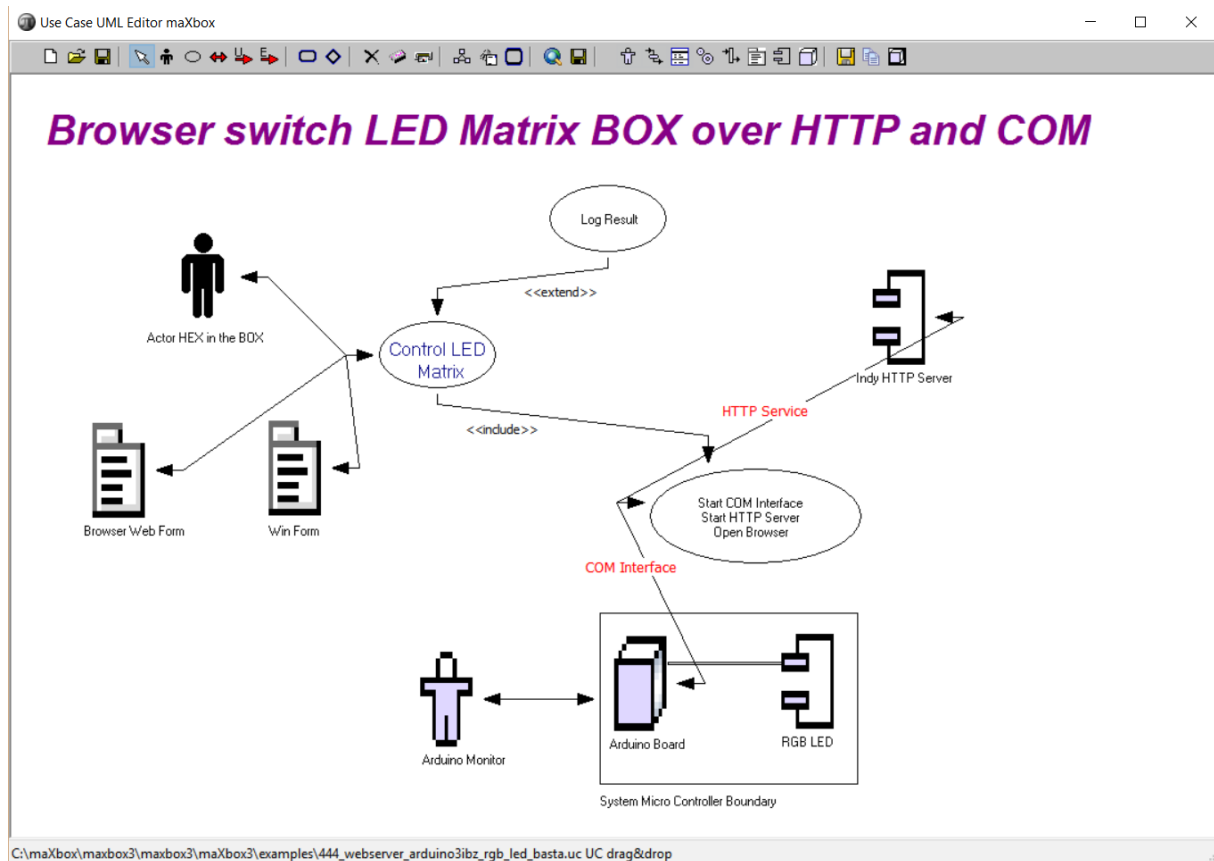 Use Case UML Editor maXbox
Browser switch LED Matrix BOX over HTTP and COM
Log Result
<<extend>>
Actor HEX in the BOX
Control LED
Matrix
Indy HTTP Server
HTTP Service
<<include>>
Browser Web Form
Win Form
Start COM Interface
Start HTTP Server
Open Browser
COM Interface
Arduino Board
RGB LED
Arduino Monitor
System Micro Controller Boundary
C:\maXbox\maxbox3\maxbox3\maXbox3\examples\444_webserver_arduino3ibz_rgb_led_basta.uc UC drag&drop